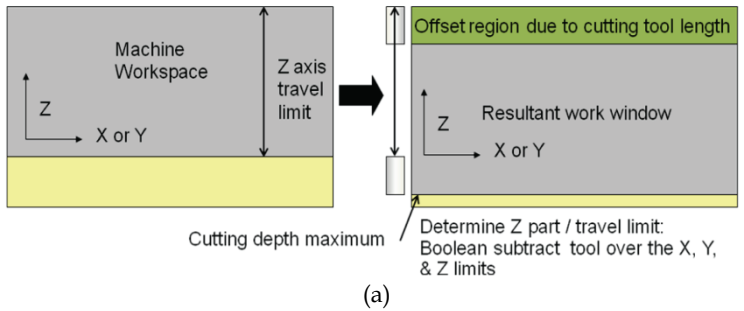 Machine
Workspace
Z
X or Y
Z axis
travel
limit
Offset region due to cutting tool length
Resultant work window
Z
X or Y
Cutting depth maximum
Determine Z part / travel limit:
Boolean subtract tool over the X, Y,
& Z limits
(a)